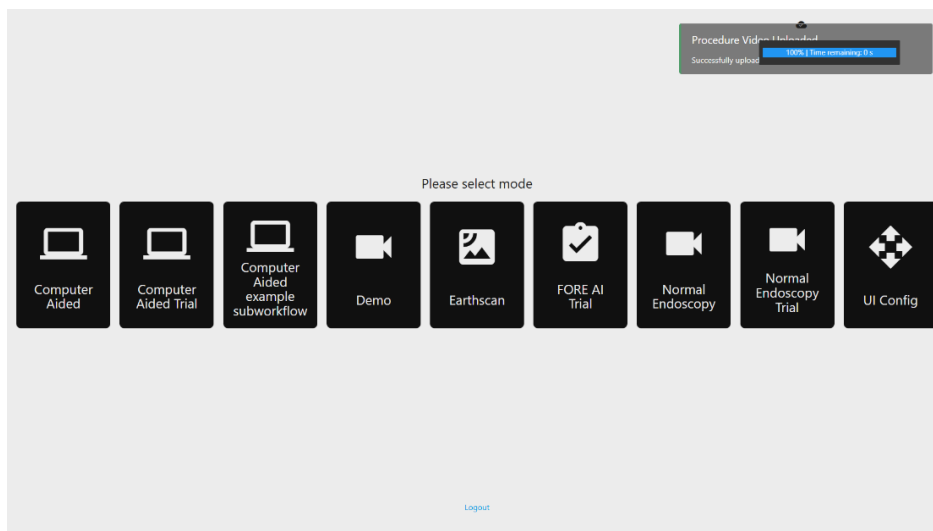 Procedure Video Uploaded
Successfully upload
100% | Time remaining: 0 s
Please select mode
Computer
Aided
Computer
Aided Trial
Computer
Aided
example
subworkflow
Demo
Earthscan
FORE AI
Trial
Normal
Endoscopy
Normal
Endoscopy
Trial
UI Config
Logout